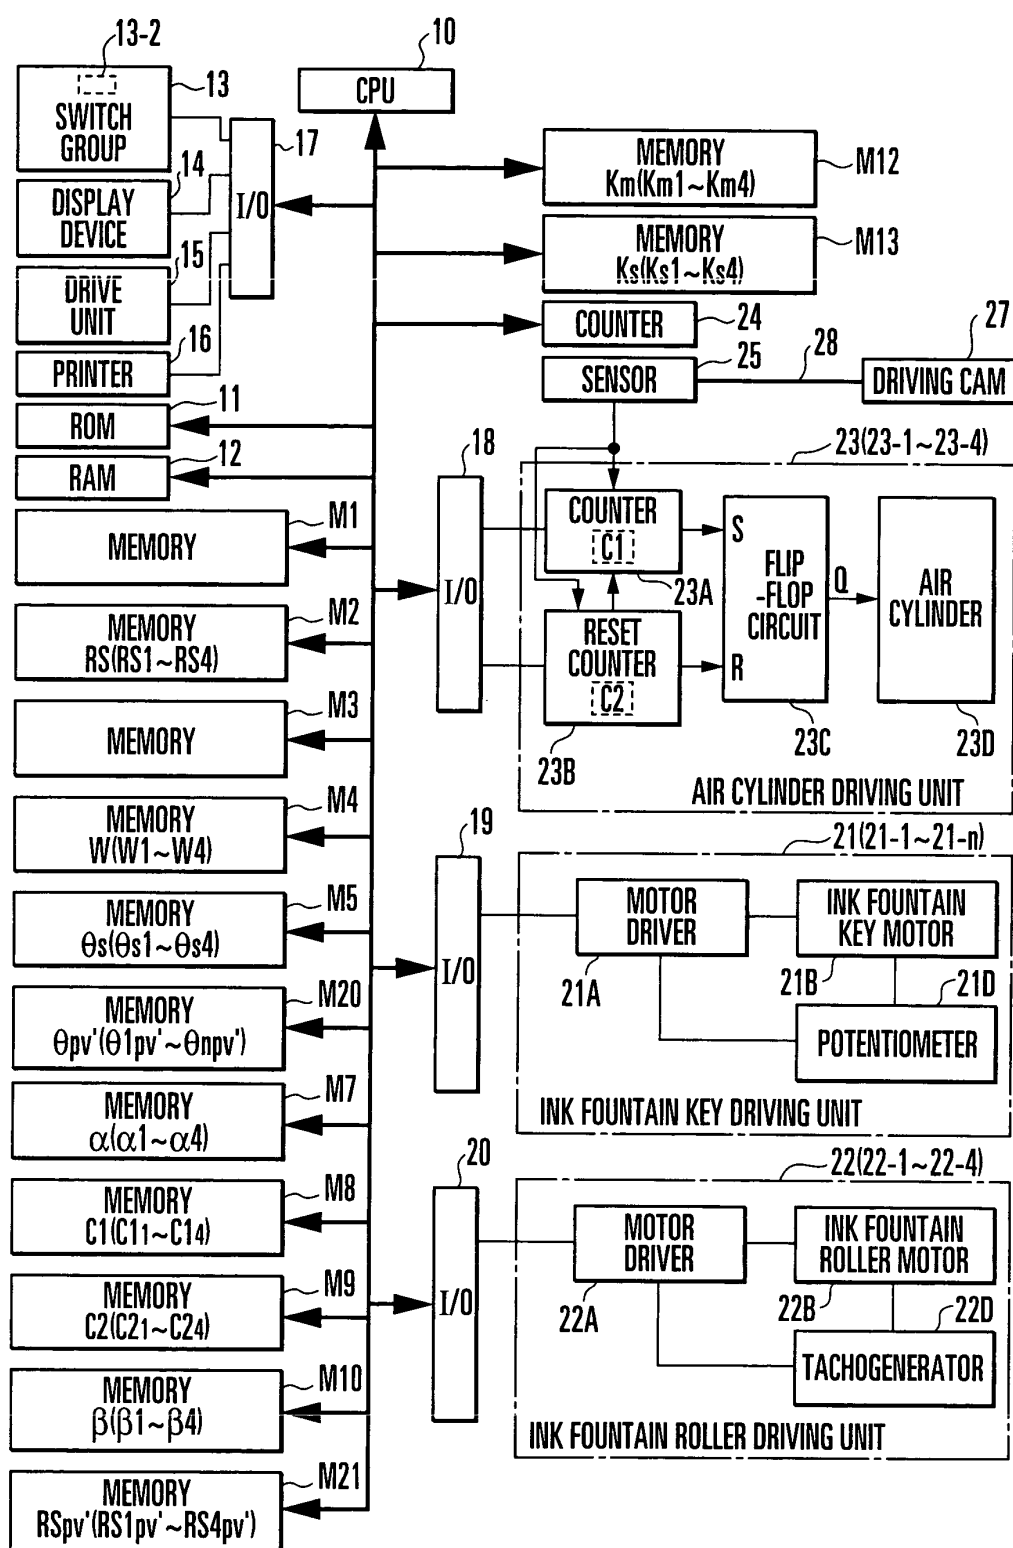 13-2
10
13
SWITCH
GROUP
CPU
17
14
DISPLAY
DEVICE
I/O
15
DRIVE
UNIT
16
PRINTER
11
ROM
12
RAM
MEMORY
Km(Km1~Km4)
M12
MEMORY
Ks(Ks1~Ks4)
M13
COUNTER
24
SENSOR
25
28
27
DRIVING CAM
M1
MEMORY
M2
MEMORY
RS(RS1~RS4)
M3
MEMORY
M4
MEMORY
W(W1~W4)
M5
MEMORY
θs(θs1~θs4)
M20
MEMORY
θpv'(θ1pv'~θnpv')
M7
MEMORY
α(α1~α4)
M8
MEMORY
C1(C11~C14)
M9
MEMORY
C2(C21~C24)
M10
MEMORY
β(β1~β4)
M21
MEMORY
RSpv'(RS1pv'~RS4pv')
18
I/O
23(23-1~23-4)
COUNTER
C1
23A
RESET
COUNTER
C2
23B
S
FLIP
-FLOP
CIRCUIT
R
Q
23C
AIR
CYLINDER
23D
AIR CYLINDER DRIVING UNIT
19
I/O
21(21-1~21-n)
MOTOR
DRIVER
21A
INK FOUNTAIN
KEY MOTOR
21B
21D
POTENTIOMETER
INK FOUNTAIN KEY DRIVING UNIT
20
I/O
22(22-1~22-4)
MOTOR
DRIVER
22A
INK FOUNTAIN
ROLLER MOTOR
22B
22D
TACHOGENERATOR
INK FOUNTAIN ROLLER DRIVING UNIT